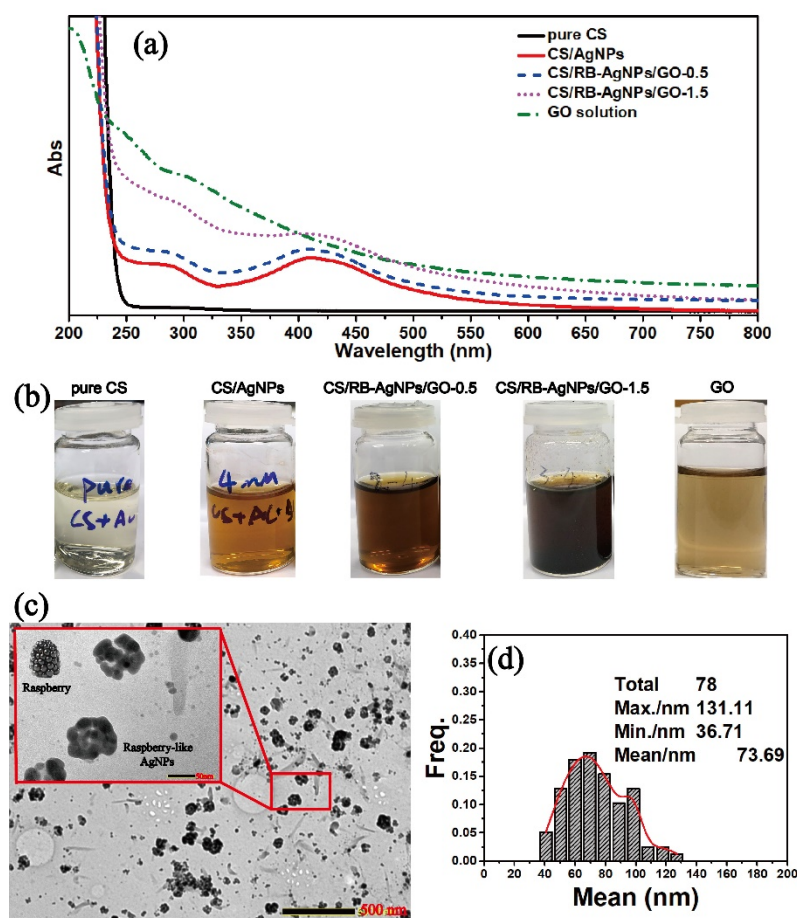 (a)
pure CS
CS/AgNPs
CS/RB-AgNPs/GO-0.5
CS/RB-AgNPs/GO-1.5
GO solution
Abs
200 250 300 350 400 450 500 550 600 650 700 750 800
Wavelength (nm)
(b)
pure CS
CS/AgNPs
CS/RB-AgNPs/GO-0.5
CS/RB-AgNPs/GO-1.5
GO
pure
CS+A
4 mM
CS+AC+
(c)
Raspberry
Raspberry-like
AgNPs
50nm
500 nm
(d)
0.40
0.35
0.30
0.25
0.20
0.15
0.10
0.05
0.00
Freq.
Total 78
Max./nm 131.11
Min./nm 36.71
Mean/nm 73.69
0 20 40 60 80 100 120 140 160 180 200
Mean (nm)